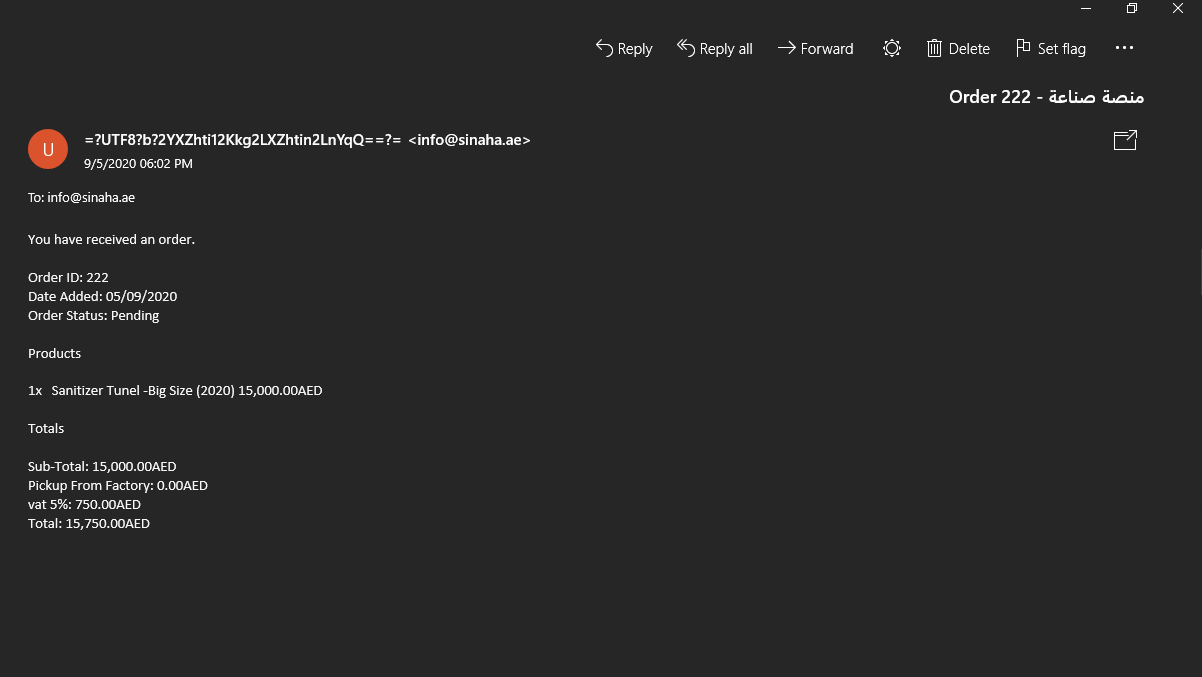 Reply Reply all Forward Delete Set flag
منصة صناعة - Order 222
U
=?UTF8?b?2YXZhti12Kkg2LXZhtin2LnYqQ==?= <info@sinaha.ae>
9/5/2020 06:02 PM
To: info@sinaha.ae
You have received an order.
Order ID: 222
Date Added: 05/09/2020
Order Status: Pending
Products
1x Sanitizer Tunel -Big Size (2020) 15,000.00AED
Totals
Sub-Total: 15,000.00AED
Pickup From Factory: 0.00AED
vat 5%: 750.00AED
Total: 15,750.00AED